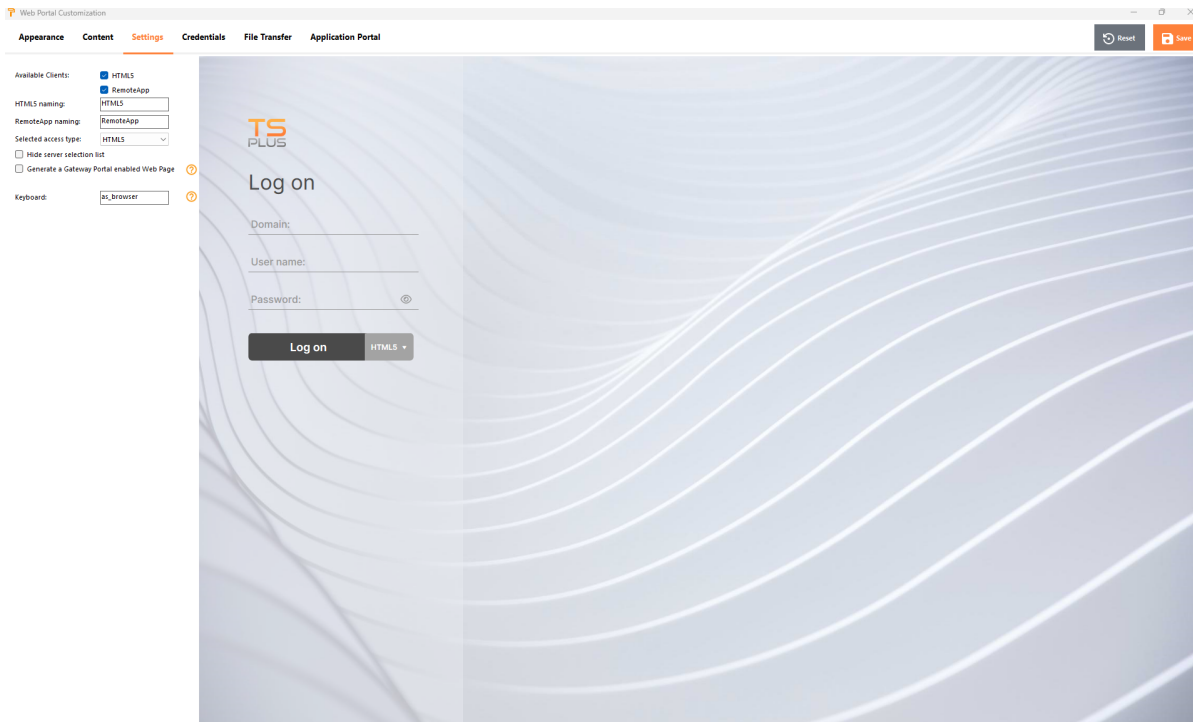 Web Portal Customization
Appearance Content Settings Credentials File Transfer Application Portal Reset Save
Available Clients: HTML5
RemoteApp
HTML5 naming: HTML5
RemoteApp naming: RemoteApp
Selected access type: HTML5
Hide server selection list
Generate a Gateway Portal enabled Web Page ?
Keyboard: as_browser ?
TS
PLUS
Log on
Domain:
User name:
Password:
Log on HTML5